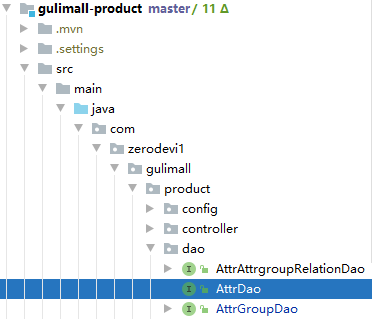 gulimall-product master / 11 Δ
.mvn
.settings
src
main
java
com
zerodevi1
gulimall
product
config
controller
dao
AttrAttrgroupRelationDao
AttrDao
AttrGroupDao